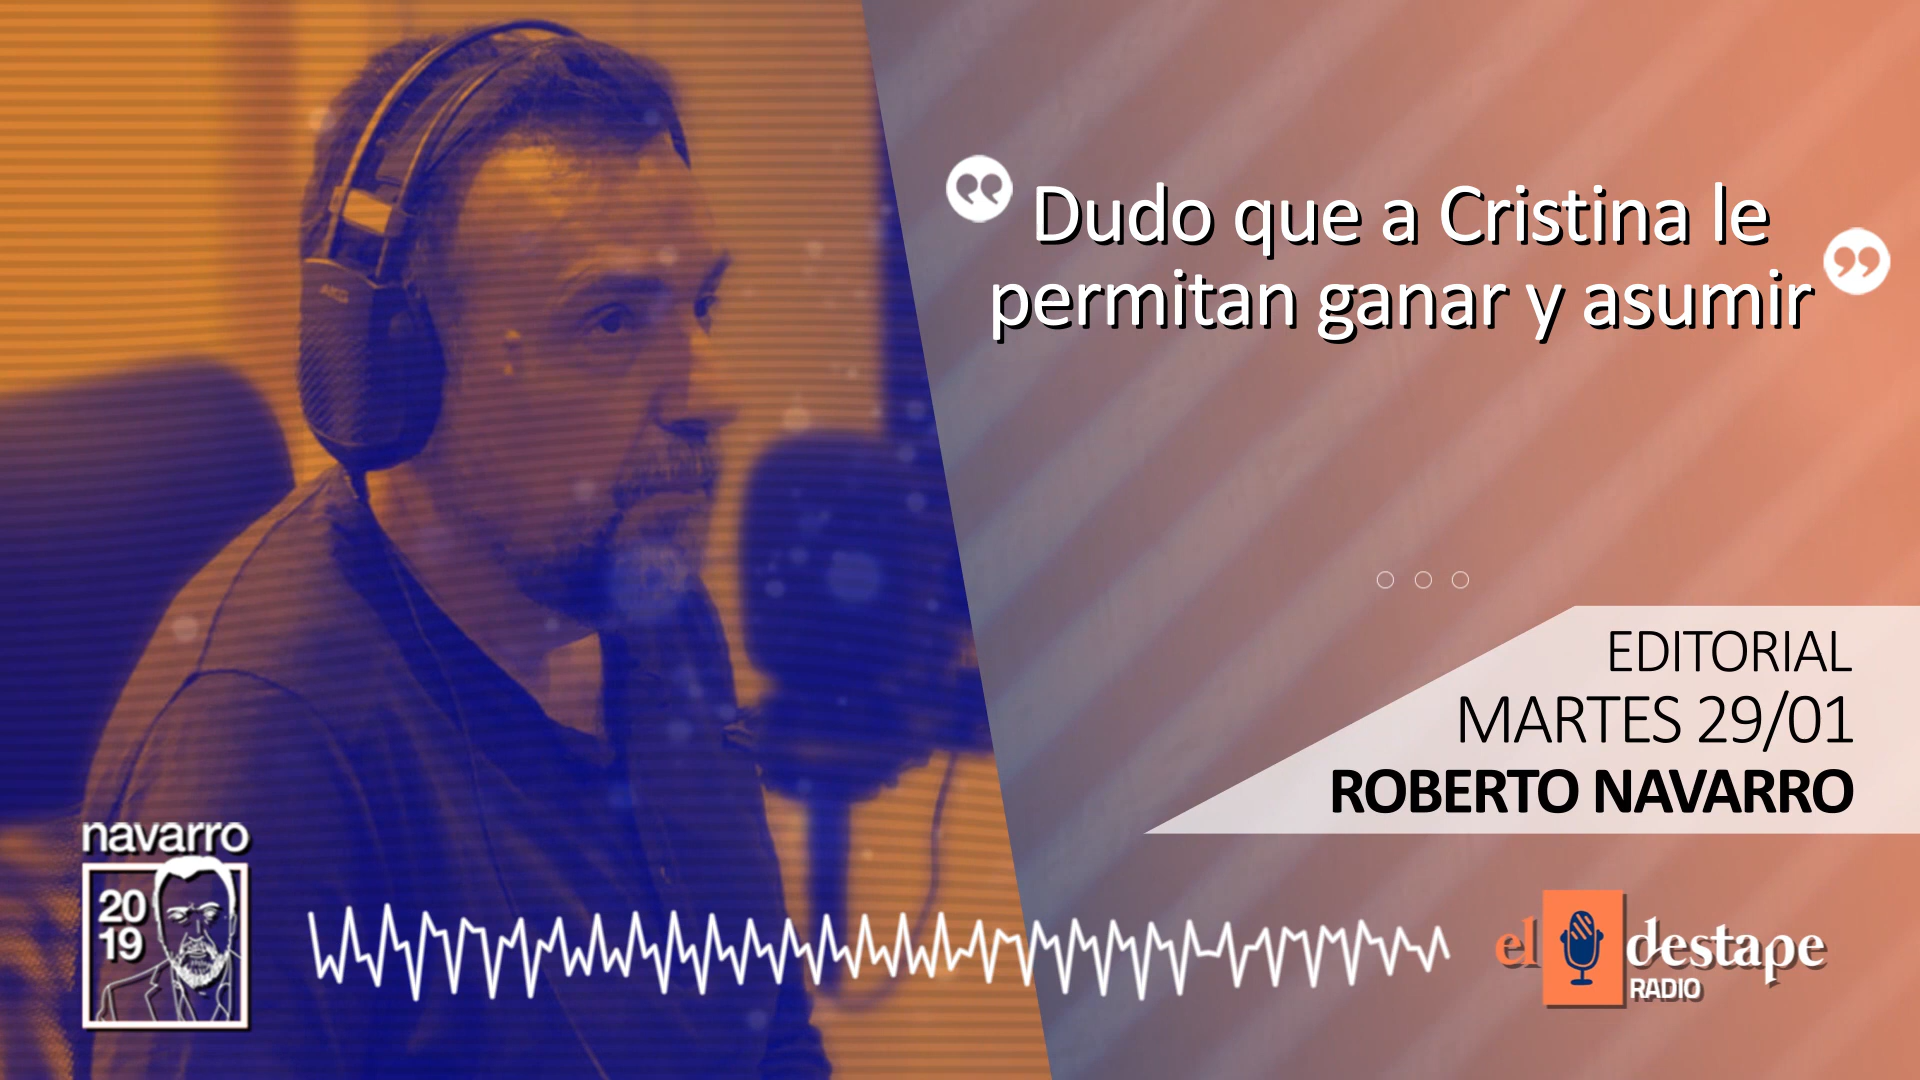 Dudo que a Cristina le
permitan ganar y asumir
EDITORIAL
MARTES 29/01
ROBERTO NAVARRO
navarro
20
19
el destape
RADIO
AKG